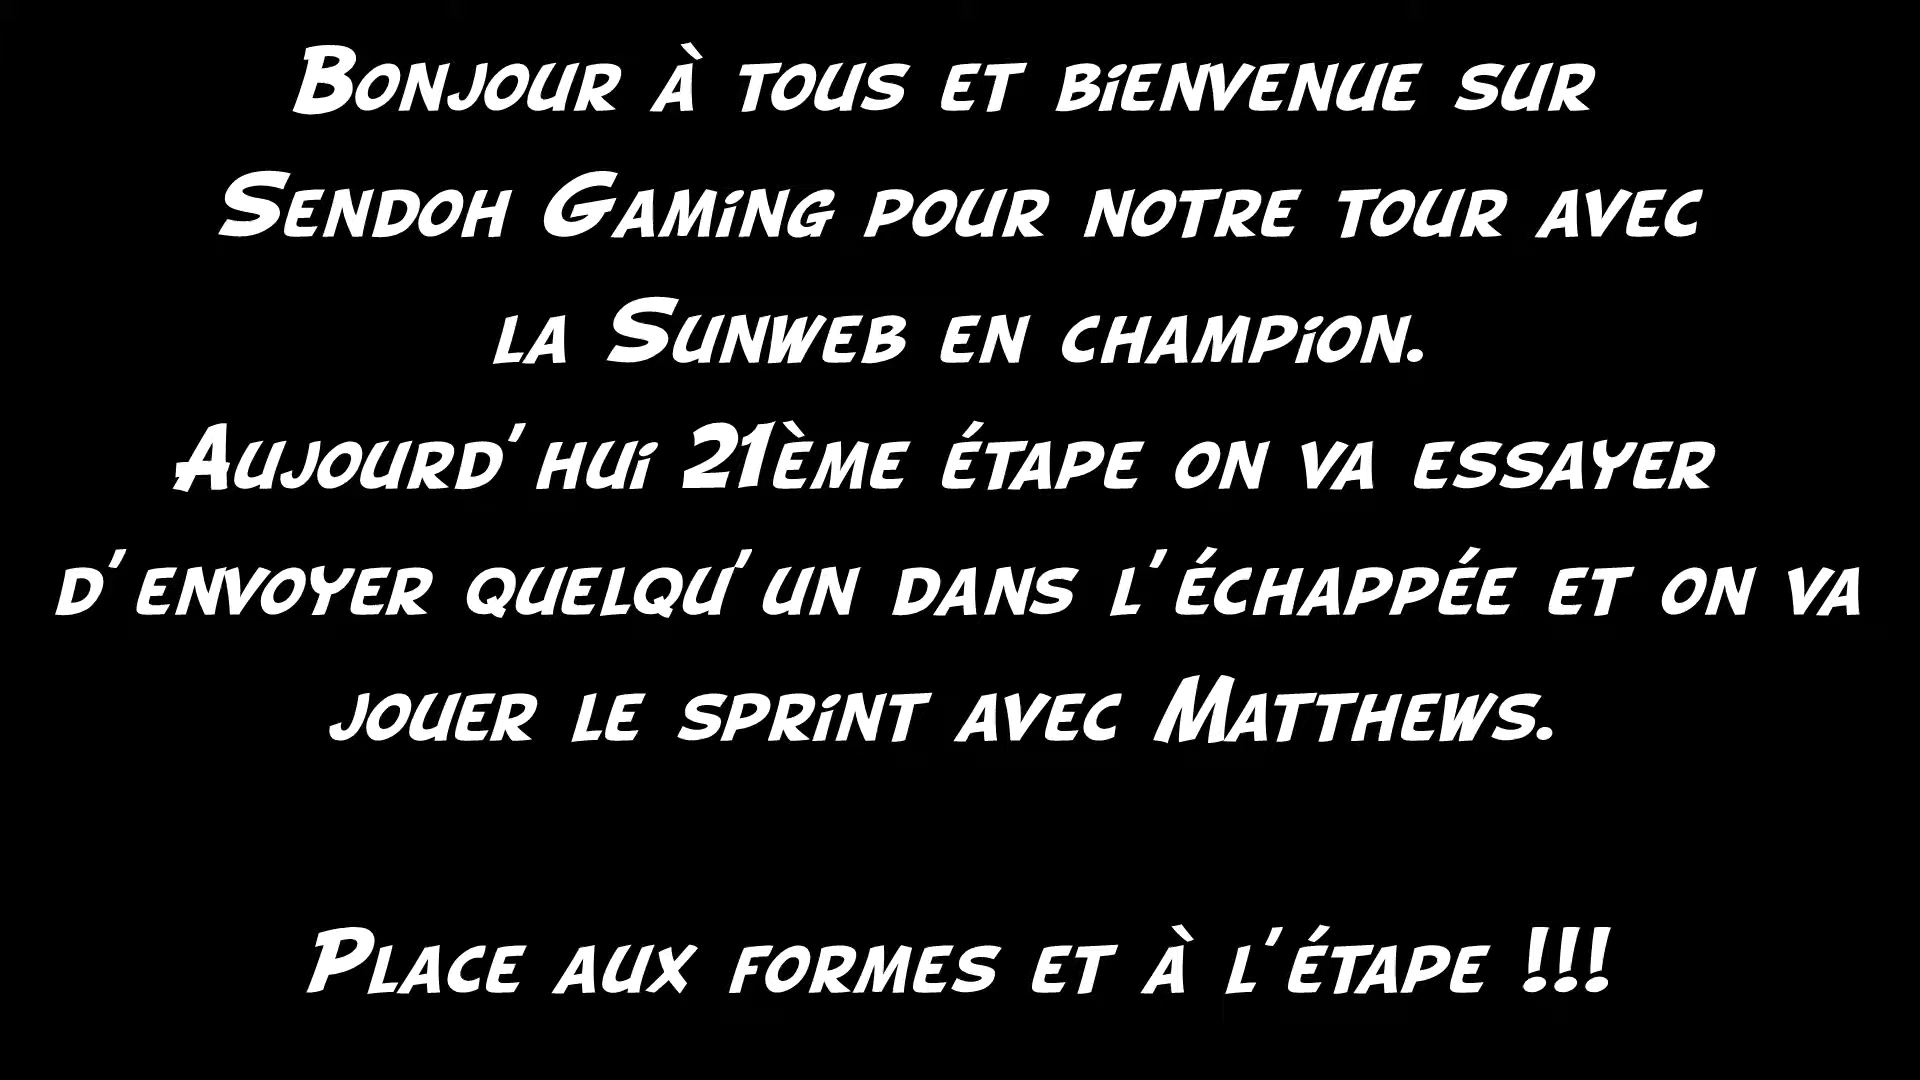 Bonjour à tous et bienvenue sur
Sendoh Gaming pour notre tour avec
la Sunweb en champion.
Aujourd'hui 21ème étape on va essayer
d'envoyer quelqu'un dans l'échappée et on va
jouer le sprint avec Matthews.
Place aux formes et à l'étape !!!